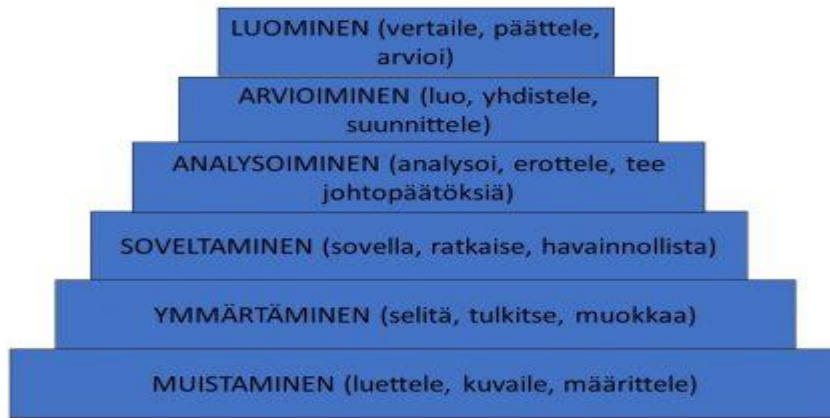 LUOMINEN (vertaile, päättele,
arvioi)
ARVIOIMINEN (luo, yhdistele,
suunnittele)
ANALYSOIMINEN (analysoi, erottele, tee
johtopäätöksiä)
SOVELTAMINEN (sovella, ratkaise, havainnollista)
YMMÄRTÄMINEN (selitä, tulkitse, muokkaa)
MUISTAMINEN (luettele, kuvaile, määrittele)